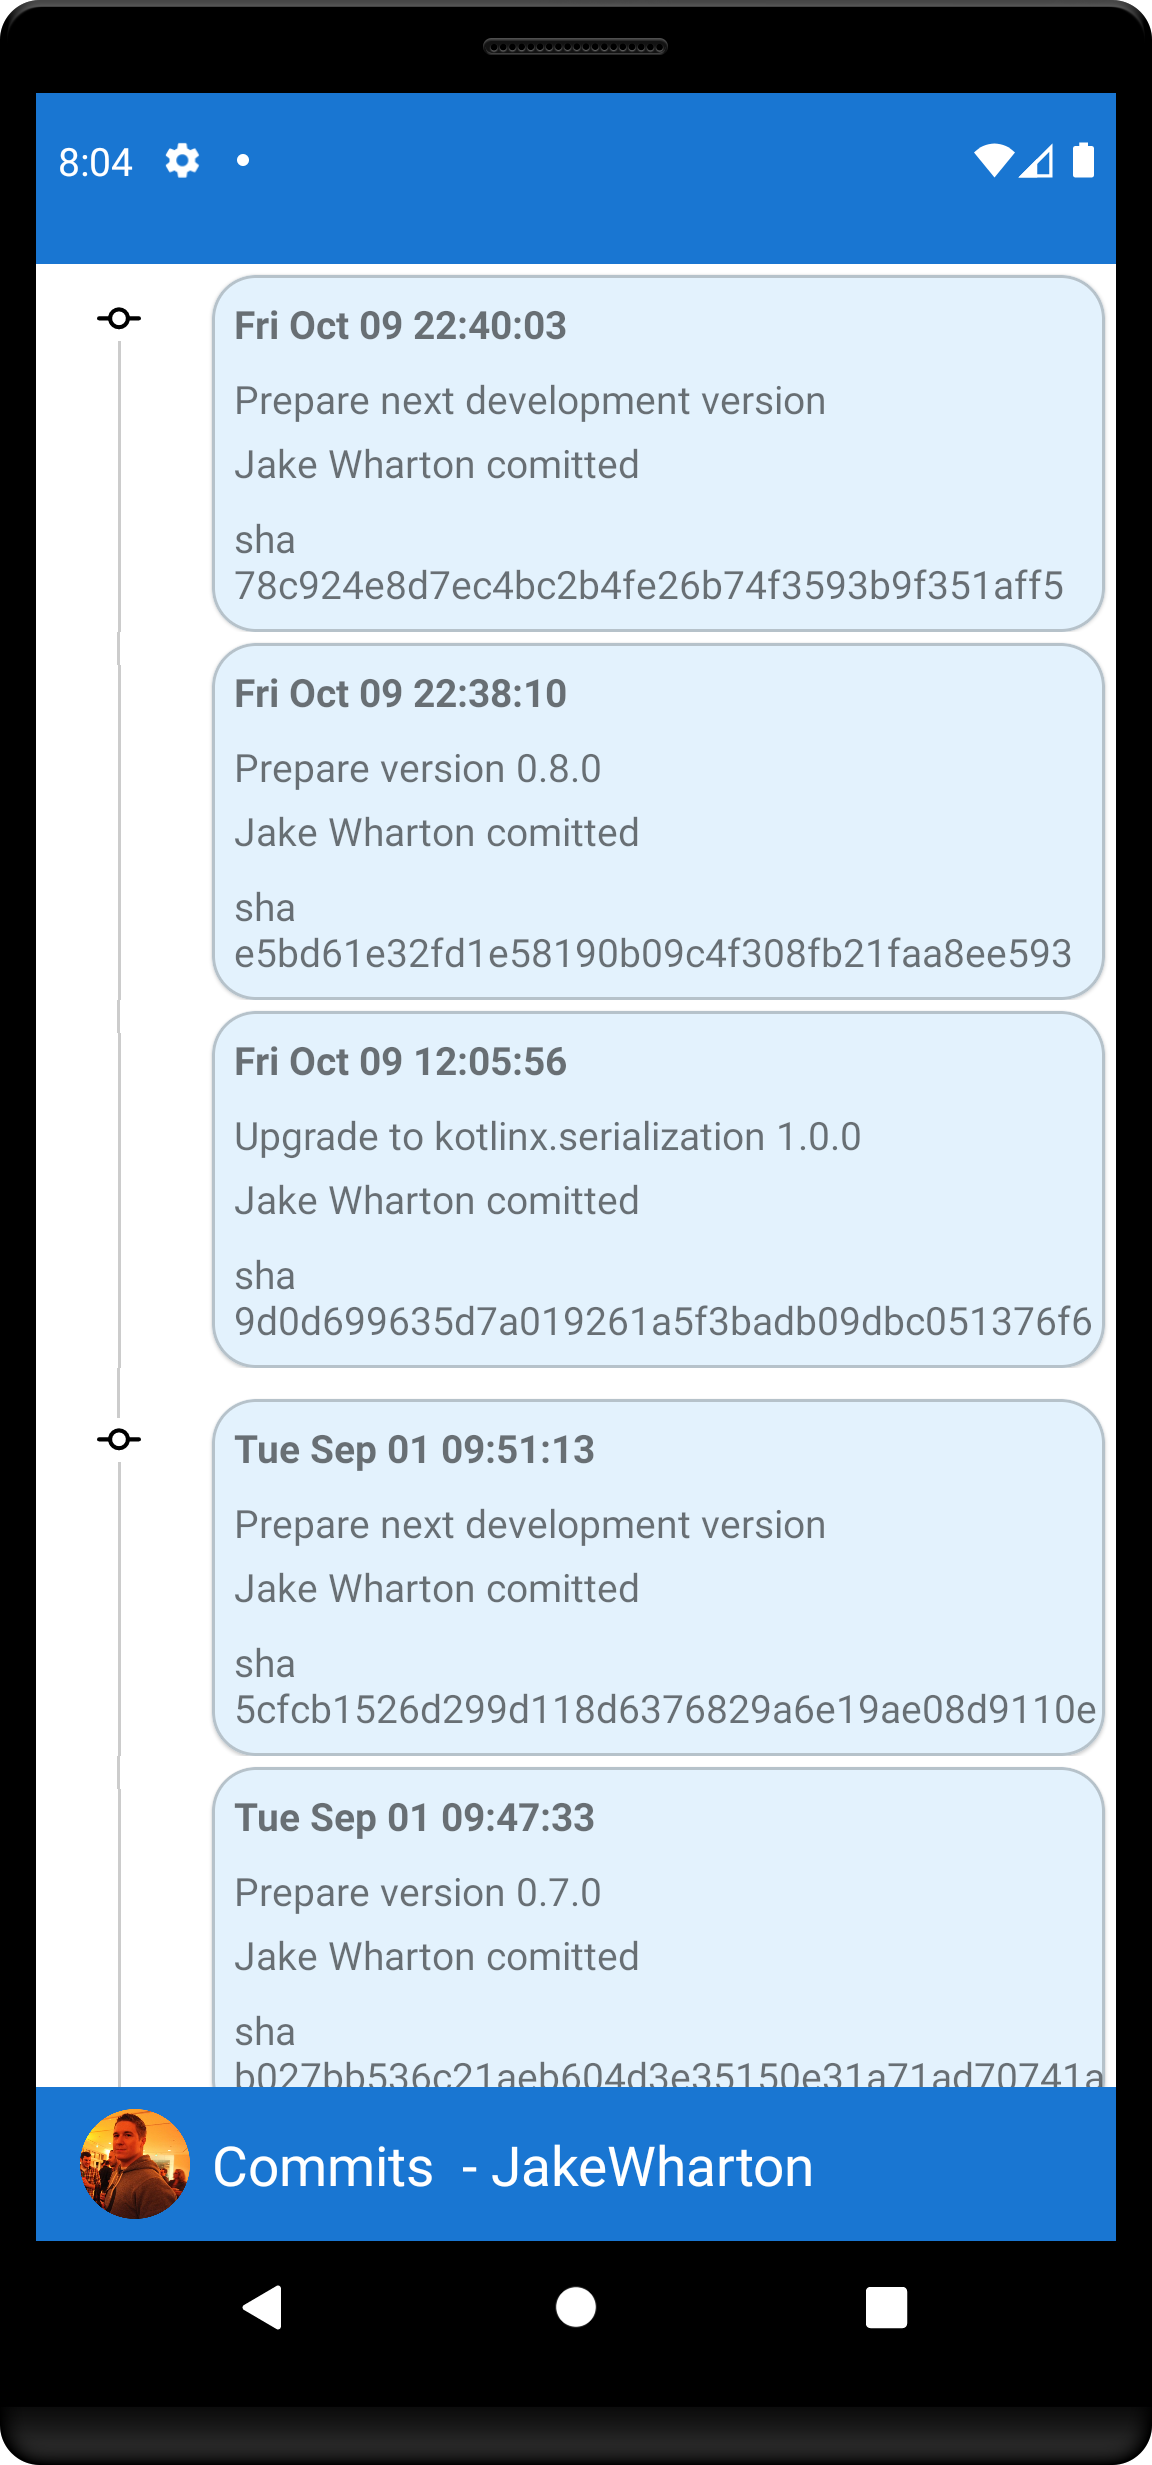 8:04
Fri Oct 09 22:40:03
Prepare next development version
Jake Wharton comitted
sha
78c924e8d7ec4bc2b4fe26b74f3593b9f351aff5
Fri Oct 09 22:38:10
Prepare version 0.8.0
Jake Wharton comitted
sha
e5bd61e32fd1e58190b09c4f308fb21faa8ee593
Fri Oct 09 12:05:56
Upgrade to kotlinx.serialization 1.0.0
Jake Wharton comitted
sha
9d0d699635d7a019261a5f3badb09dbc051376f6
Tue Sep 01 09:51:13
Prepare next development version
Jake Wharton comitted
sha
5cfcb1526d299d118d6376829a6e19ae08d9110e
Tue Sep 01 09:47:33
Prepare version 0.7.0
Jake Wharton comitted
sha
b027bb536c21aeb604d3e35150e31a71ad70741a
Commits - JakeWharton